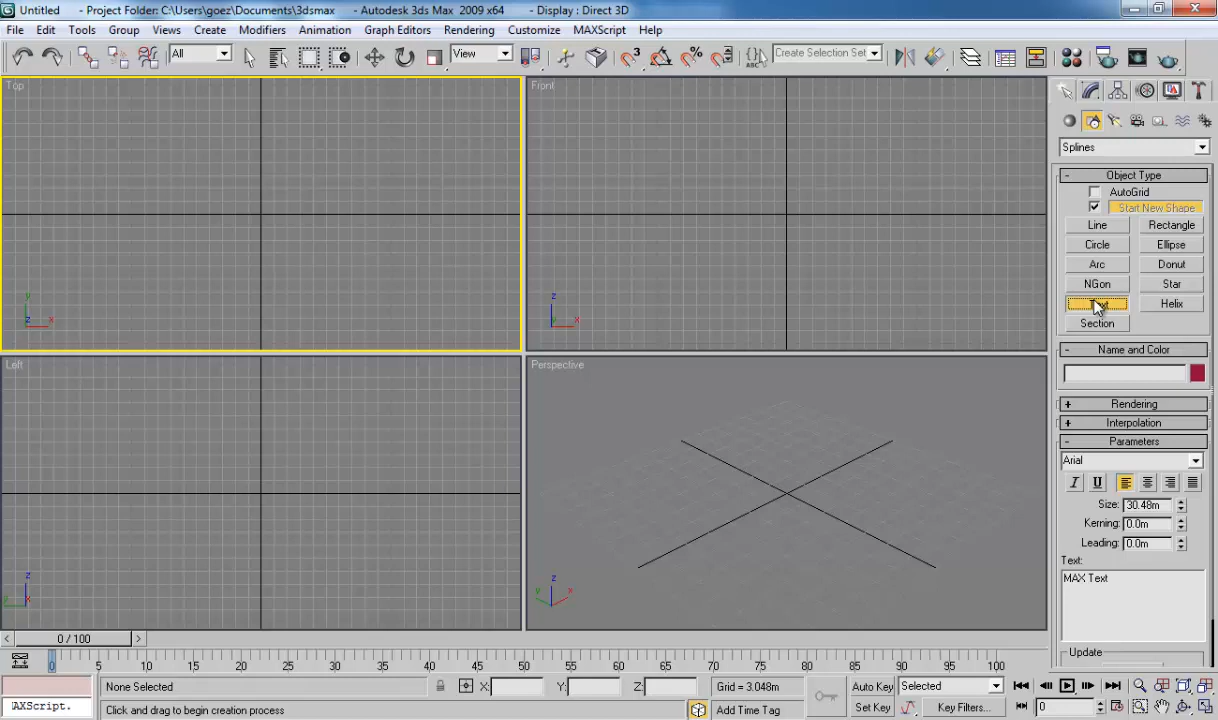 Untitled - Project Folder: C:\Users\goez\Documents\3dsmax - Autodesk 3ds Max 2009 x64 - Display : Direct 3D
File Edit Tools Group Views Create Modifiers Animation Graph Editors Rendering Customize MAXScript Help
All View 3 ABC Create Selection Set
Top Front
Splines
- Object Type
AutoGrid
Start New Shape
Line Rectangle
Circle Ellipse
Arc Donut
NGon Star
Helix
Section
y z x z y x
- Name and Color
Left Perspective
+ Rendering
+ Interpolation
- Parameters
Arial
I U
Size: 30.48m
Kerning: 0.0m
Leading: 0.0m
Text:
MAX Text
z y x z y x
Update
< 0 / 100 >
0 5 10 15 20 25 30 35 40 45 50 55 60 65 70 75 80 85 90 95 100
None Selected X: Y: Z: Grid = 3.048m Auto Key Selected
AXScript. Click and drag to begin creation process Add Time Tag Set Key Key Filters... 0